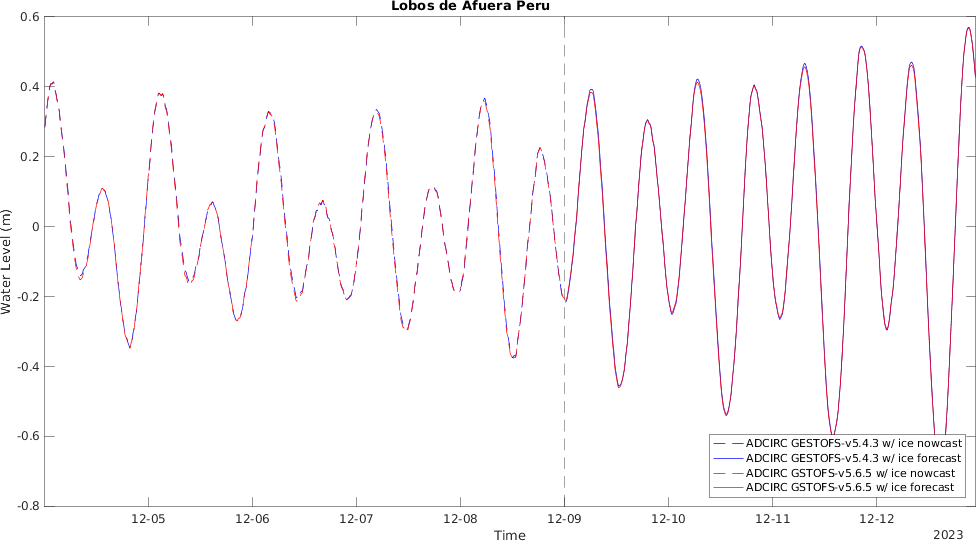 Lobos de Afuera Peru
0.6
0.4
0.2
0
-0.2
-0.4
-0.6
-0.8
Water Level (m)
ADCIRC GESTOFS-v5.4.3 w/ ice nowcast
ADCIRC GESTOFS-v5.4.3 w/ ice forecast
ADCIRC GSTOFS-v5.6.5 w/ ice nowcast
ADCIRC GSTOFS-v5.6.5 w/ ice forecast
12-05 12-06 12-07 12-08 12-09 12-10 12-11 12-12
Time
2023